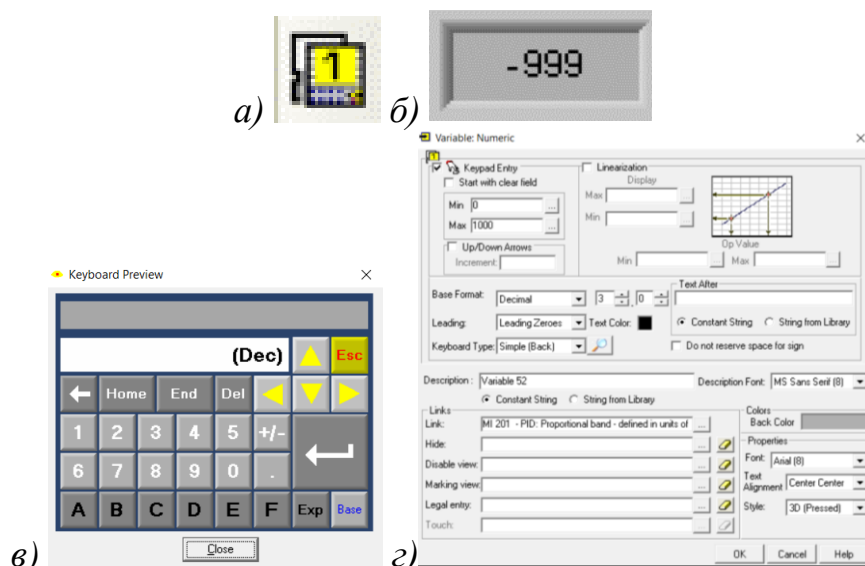 1
-999
а)
б)
Variable: Numeric
Keypad Entry
Start with clear field
Min 0 ...
Max 1000 ...
Up/Down Arrows
Increment:
Linearization
Display
Max ...
Min ...
Op Value
Min ... Max ...
Base Format: Decimal 3 . 0
Leading: Leading Zeroes Text Color:
Keyboard Type: Simple (Back)
Text After
Constant String String from Library
Do not reserve space for sign
Description : Variable 52 Description Font: MS Sans Serif (8)
Constant String String from Library
Links
Link: MI 201 - PID: Proportional band - defined in units of ...
Hide: ...
Disable view: ...
Marking view: ...
Legal entry: ...
Touch: ...
Colors
Back Color
Properties
Font: Arial (8)
Text Alignment Center Center
Style: 3D (Pressed)
OK Cancel Help
Keyboard Preview
(Dec) Esc
Home End Del
1 2 3 4 5 +/-
6 7 8 9 0 .
A B C D E F Exp Base
Close
в)
г)